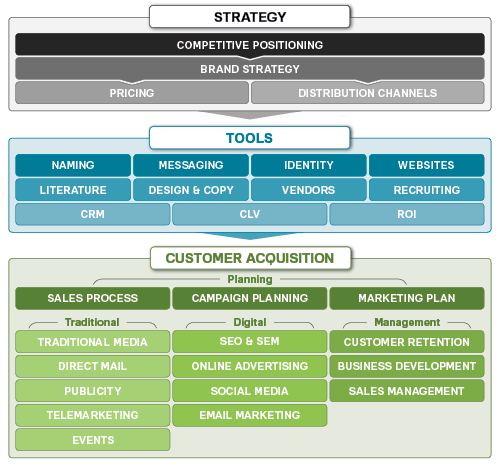 STRATEGY
COMPETITIVE POSITIONING
BRAND STRATEGY
PRICING DISTRIBUTION CHANNELS
TOOLS
NAMING MESSAGING IDENTITY WEBSITES
LITERATURE DESIGN & COPY VENDORS RECRUITING
CRM CLV ROI
CUSTOMER ACQUISITION
Planning
SALES PROCESS CAMPAIGN PLANNING MARKETING PLAN
Traditional Digital Management
TRADITIONAL MEDIA SEO & SEM CUSTOMER RETENTION
DIRECT MAIL ONLINE ADVERTISING BUSINESS DEVELOPMENT
PUBLICITY SOCIAL MEDIA SALES MANAGEMENT
TELEMARKETING EMAIL MARKETING
EVENTS